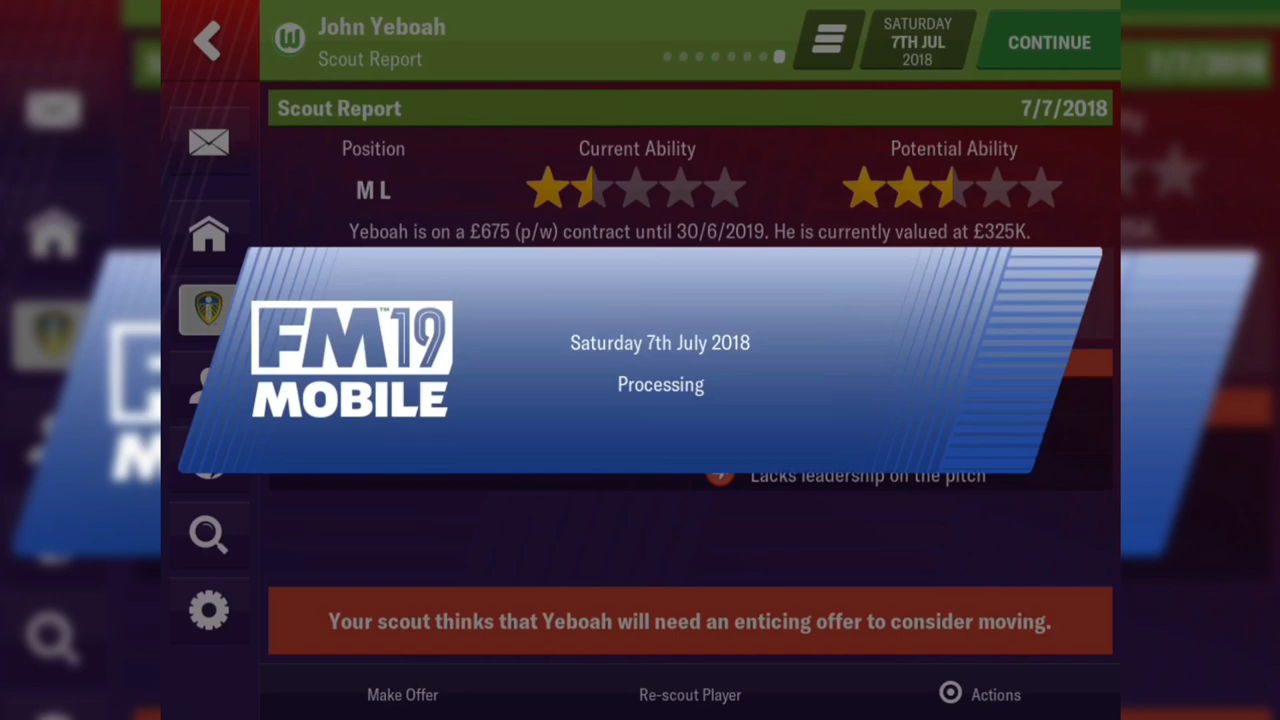 John Yeboah
Scout Report
SATURDAY
7TH JUL
2018
CONTINUE
Scout Report
7/7/2018
Position
Current Ability
Potential Ability
M L
Yeboah is on a £675 (p/w) contract until 30/6/2019. He is currently valued at £325K.
FM™19
MOBILE
Saturday 7th July 2018
Processing
Lacks leadership on the pitch
Your scout thinks that Yeboah will need an enticing offer to consider moving.
Make Offer
Re-scout Player
Actions